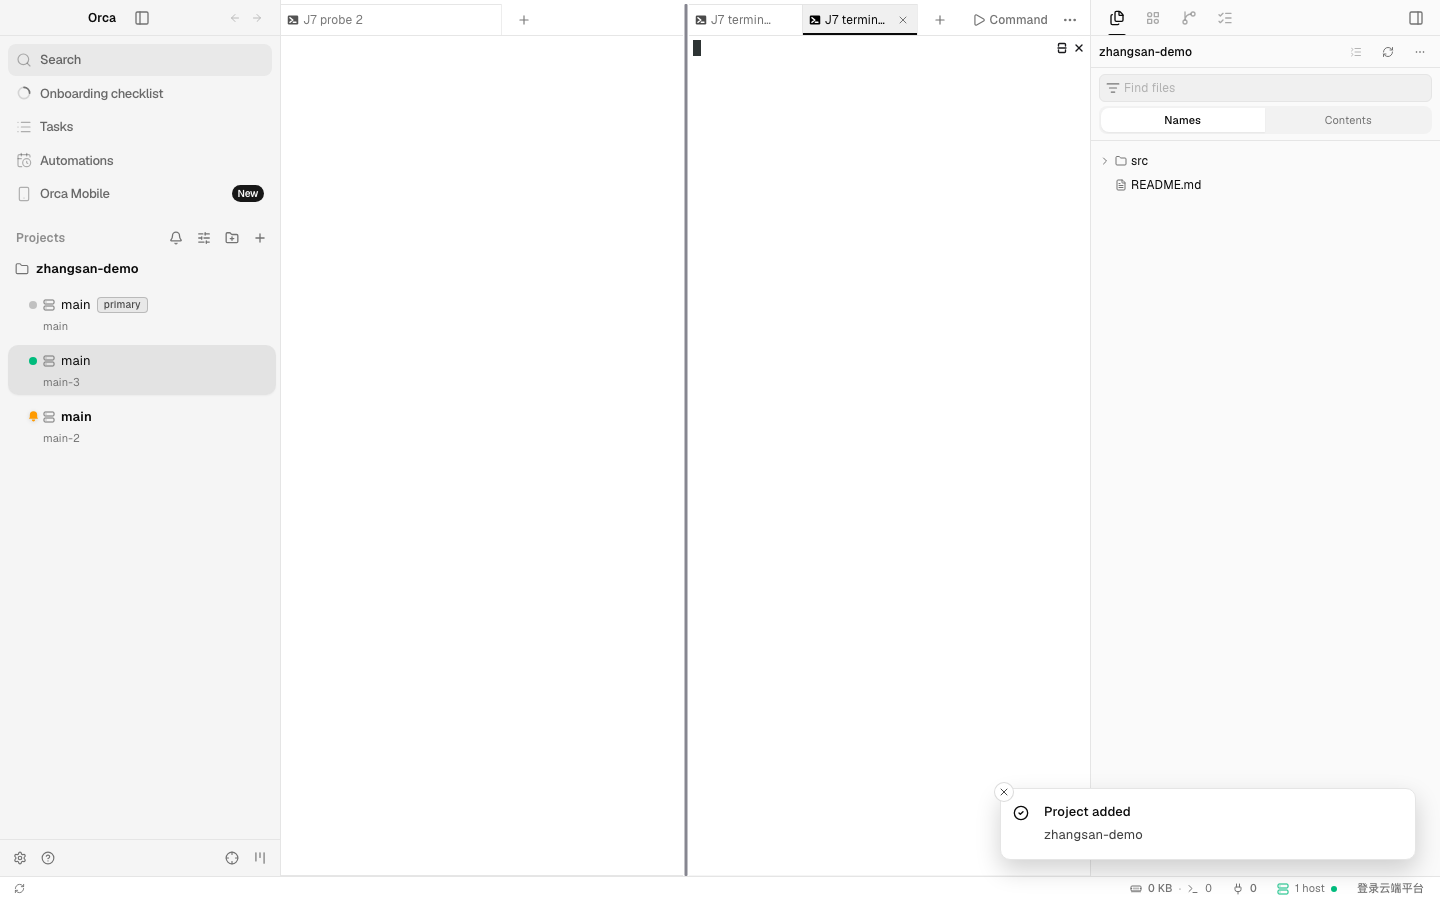 Orca
Search
Onboarding checklist
Tasks
Automations
Orca Mobile New
Projects
zhangsan-demo
main primary
main
main
main-3
main
main-2
J7 probe 2
J7 termin...
J7 termin...
Command
zhangsan-demo
Find files
Names Contents
src
README.md
Project added
zhangsan-demo
0 KB · 0
0
1 host
登录云端平台